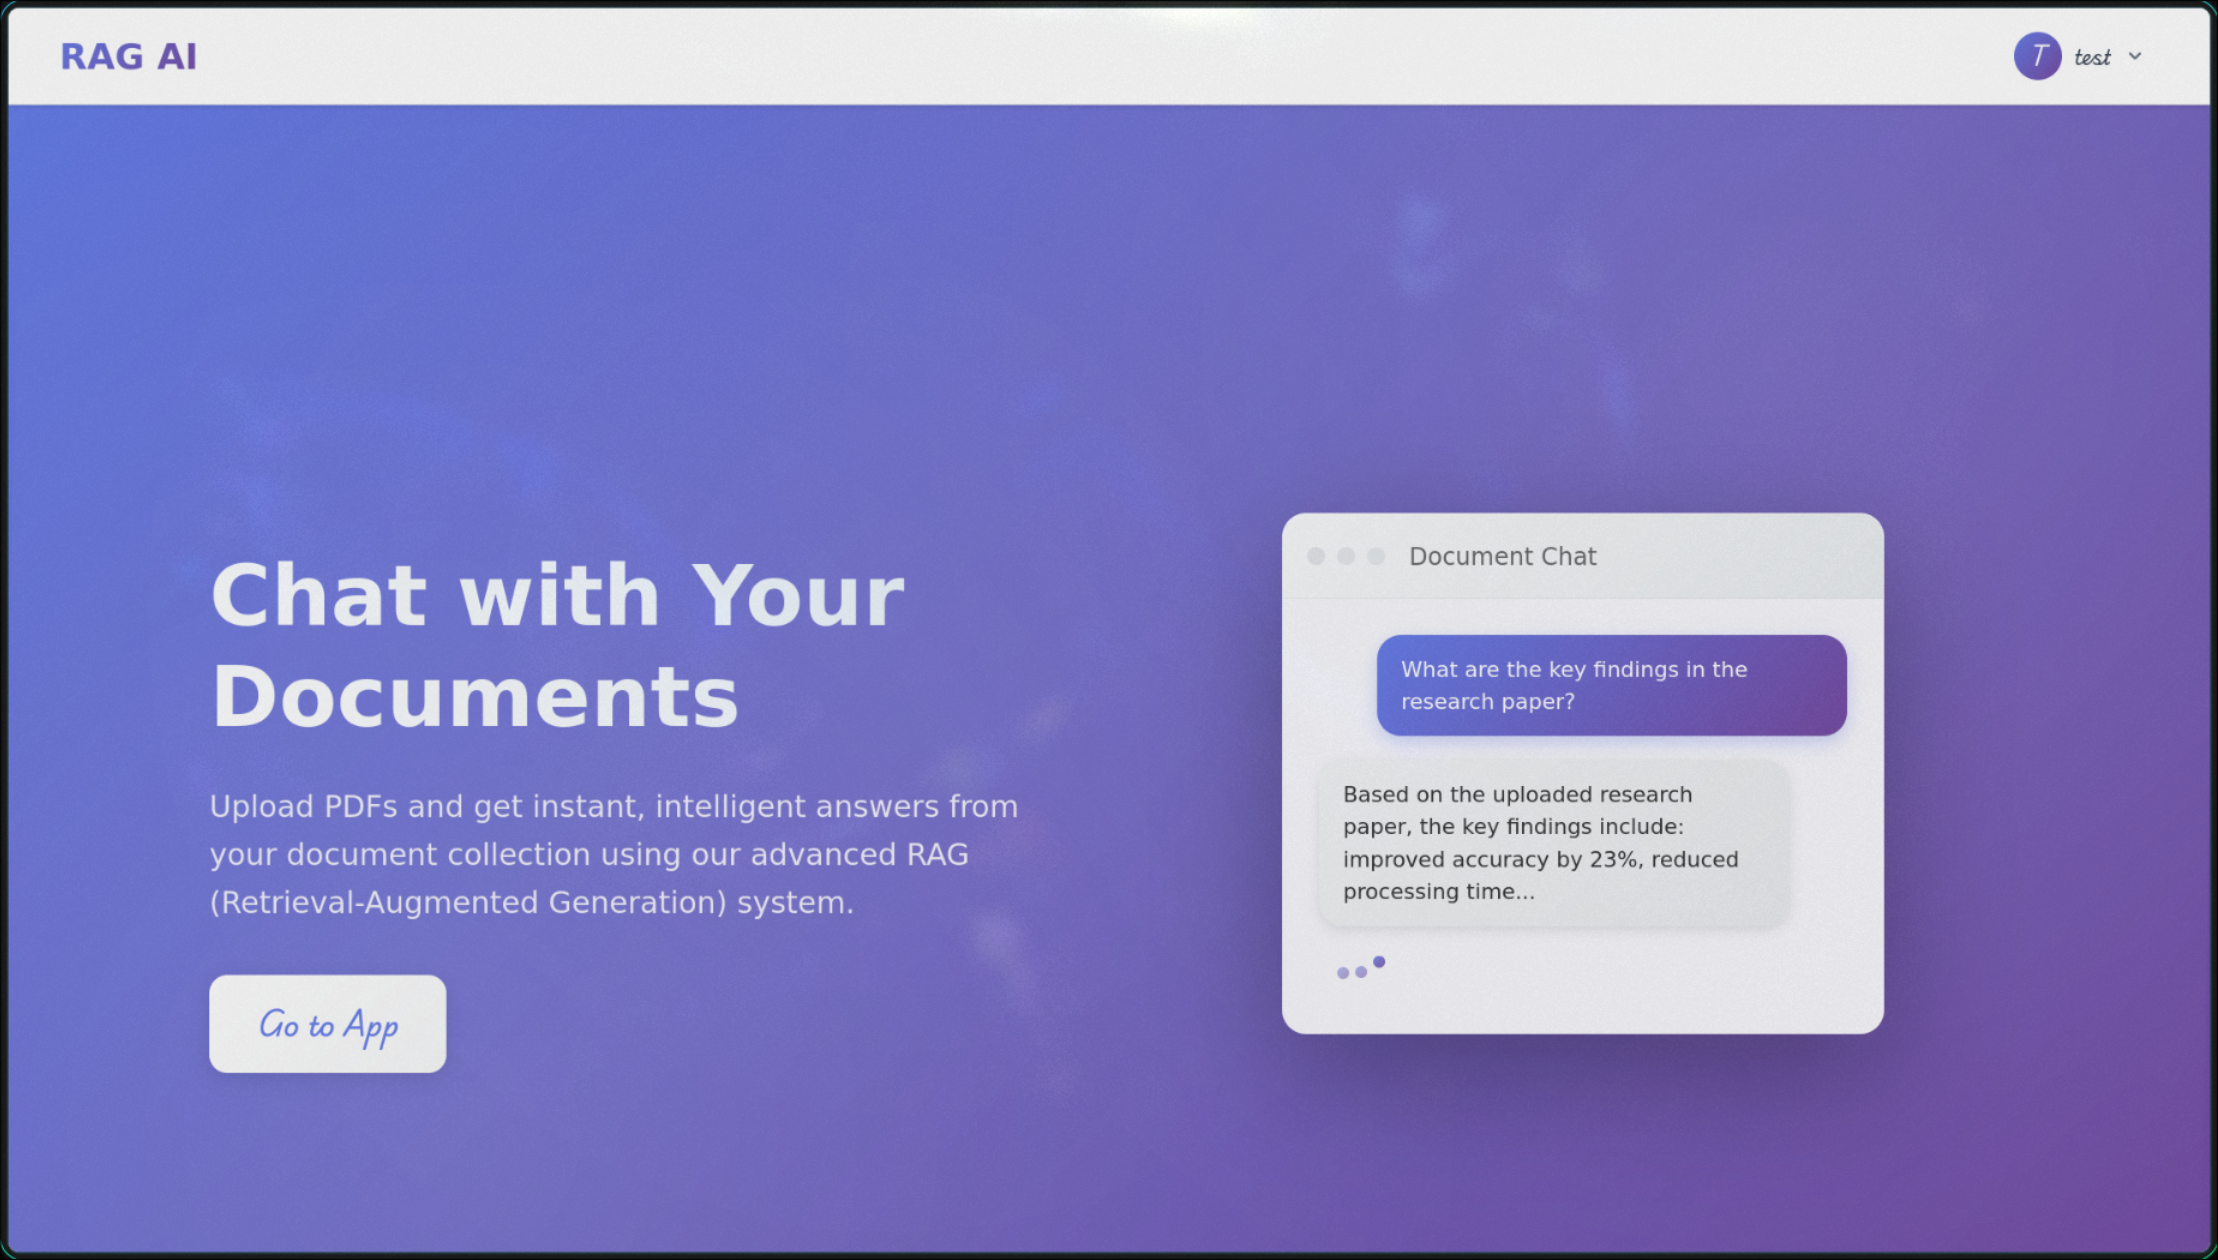 RAG AI
T test
Chat with Your
Documents
Upload PDFs and get instant, intelligent answers from
your document collection using our advanced RAG
(Retrieval-Augmented Generation) system.
Go to App
Document Chat
What are the key findings in the
research paper?
Based on the uploaded research
paper, the key findings include:
improved accuracy by 23%, reduced
processing time...